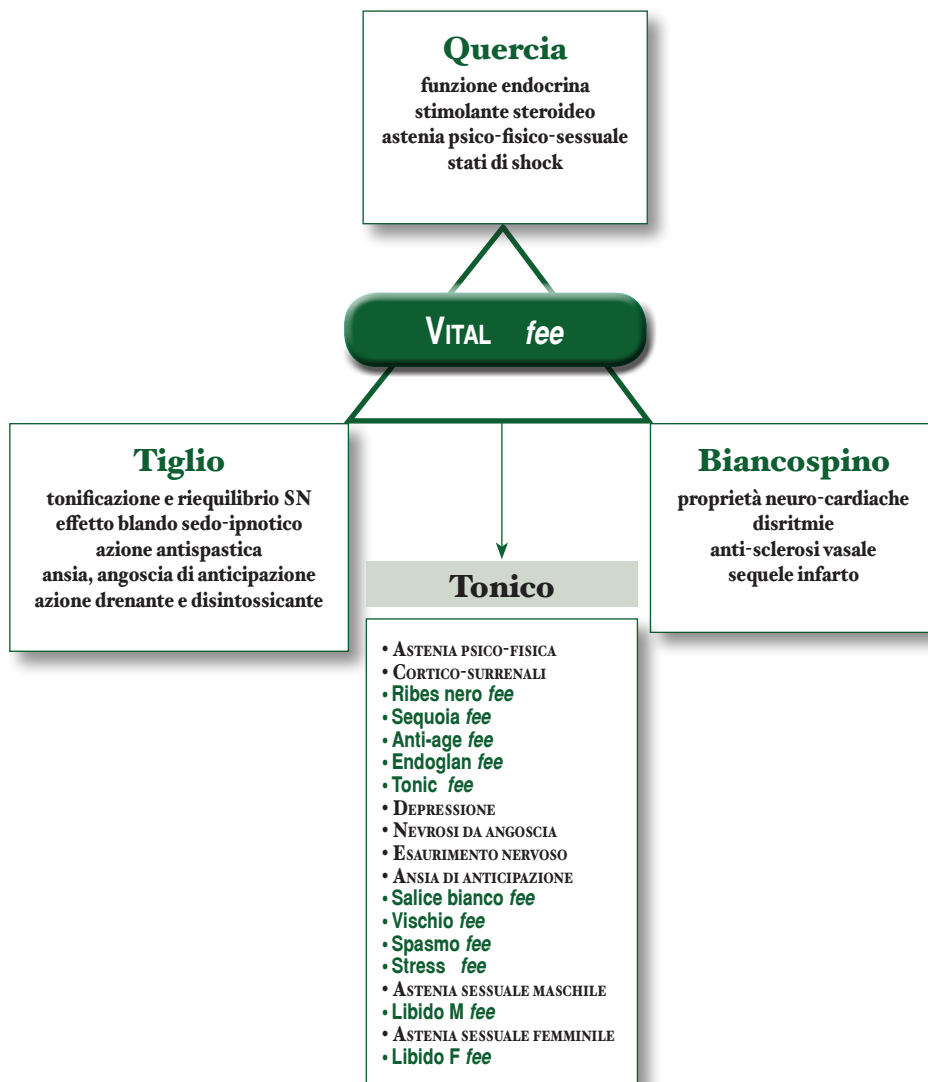 Quercia
funzione endocrina
stimolante steroideo
astenia psico-fisico-sessuale
stati di shock
VITAL fee
Tiglio
tonificazione e riequilibrio SN
effetto blando sedo-ipnotico
azione antispastica
ansia, angoscia di anticipazione
azione drenante e disintossicante
Biancospino
proprietà neuro-cardiache
disritmie
anti-sclerosi vasale
sequele infarto
Tonico
• ASTENIA PSICO-FISICA
• CORTICO-SURRENALI
• Ribes nero fee
• Sequoia fee
• Anti-age fee
• Endoglan fee
• Tonic fee
• DEPRESSIONE
• NEVROSI DA ANGOSCIA
• ESAURIMENTO NERVOSO
• ANSIA DI ANTICIPAZIONE
• Salice bianco fee
• Vischio fee
• Spasmo fee
• Stress fee
• ASTENIA SESSUALE MASCHILE
• Libido M fee
• ASTENIA SESSUALE FEMMINILE
• Libido F fee